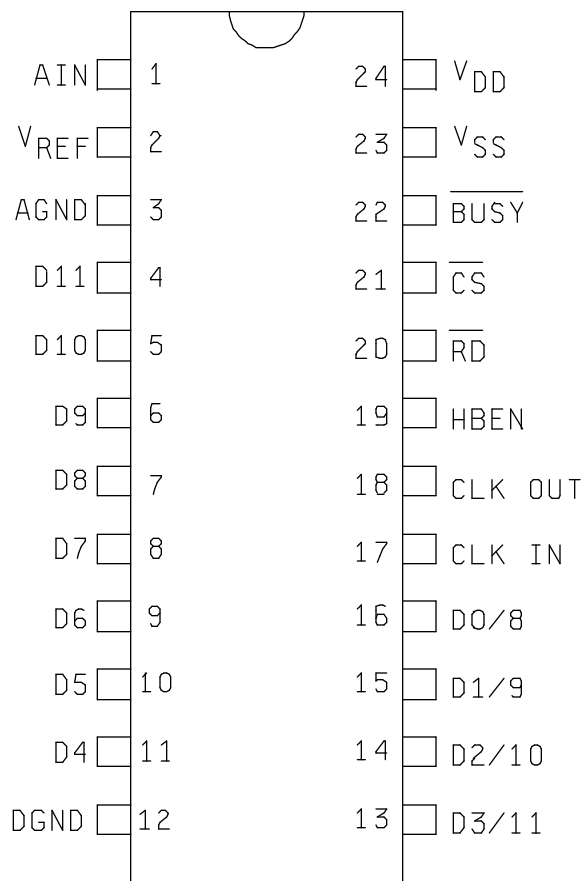 AIN 1 24 VDD
VREF 2 23 VSS
AGND 3 22 BUSY
D11 4 21 CS
D10 5 20 RD
D9 6 19 HBEN
D8 7 18 CLK OUT
D7 8 17 CLK IN
D6 9 16 D0/8
D5 10 15 D1/9
D4 11 14 D2/10
DGND 12 13 D3/11